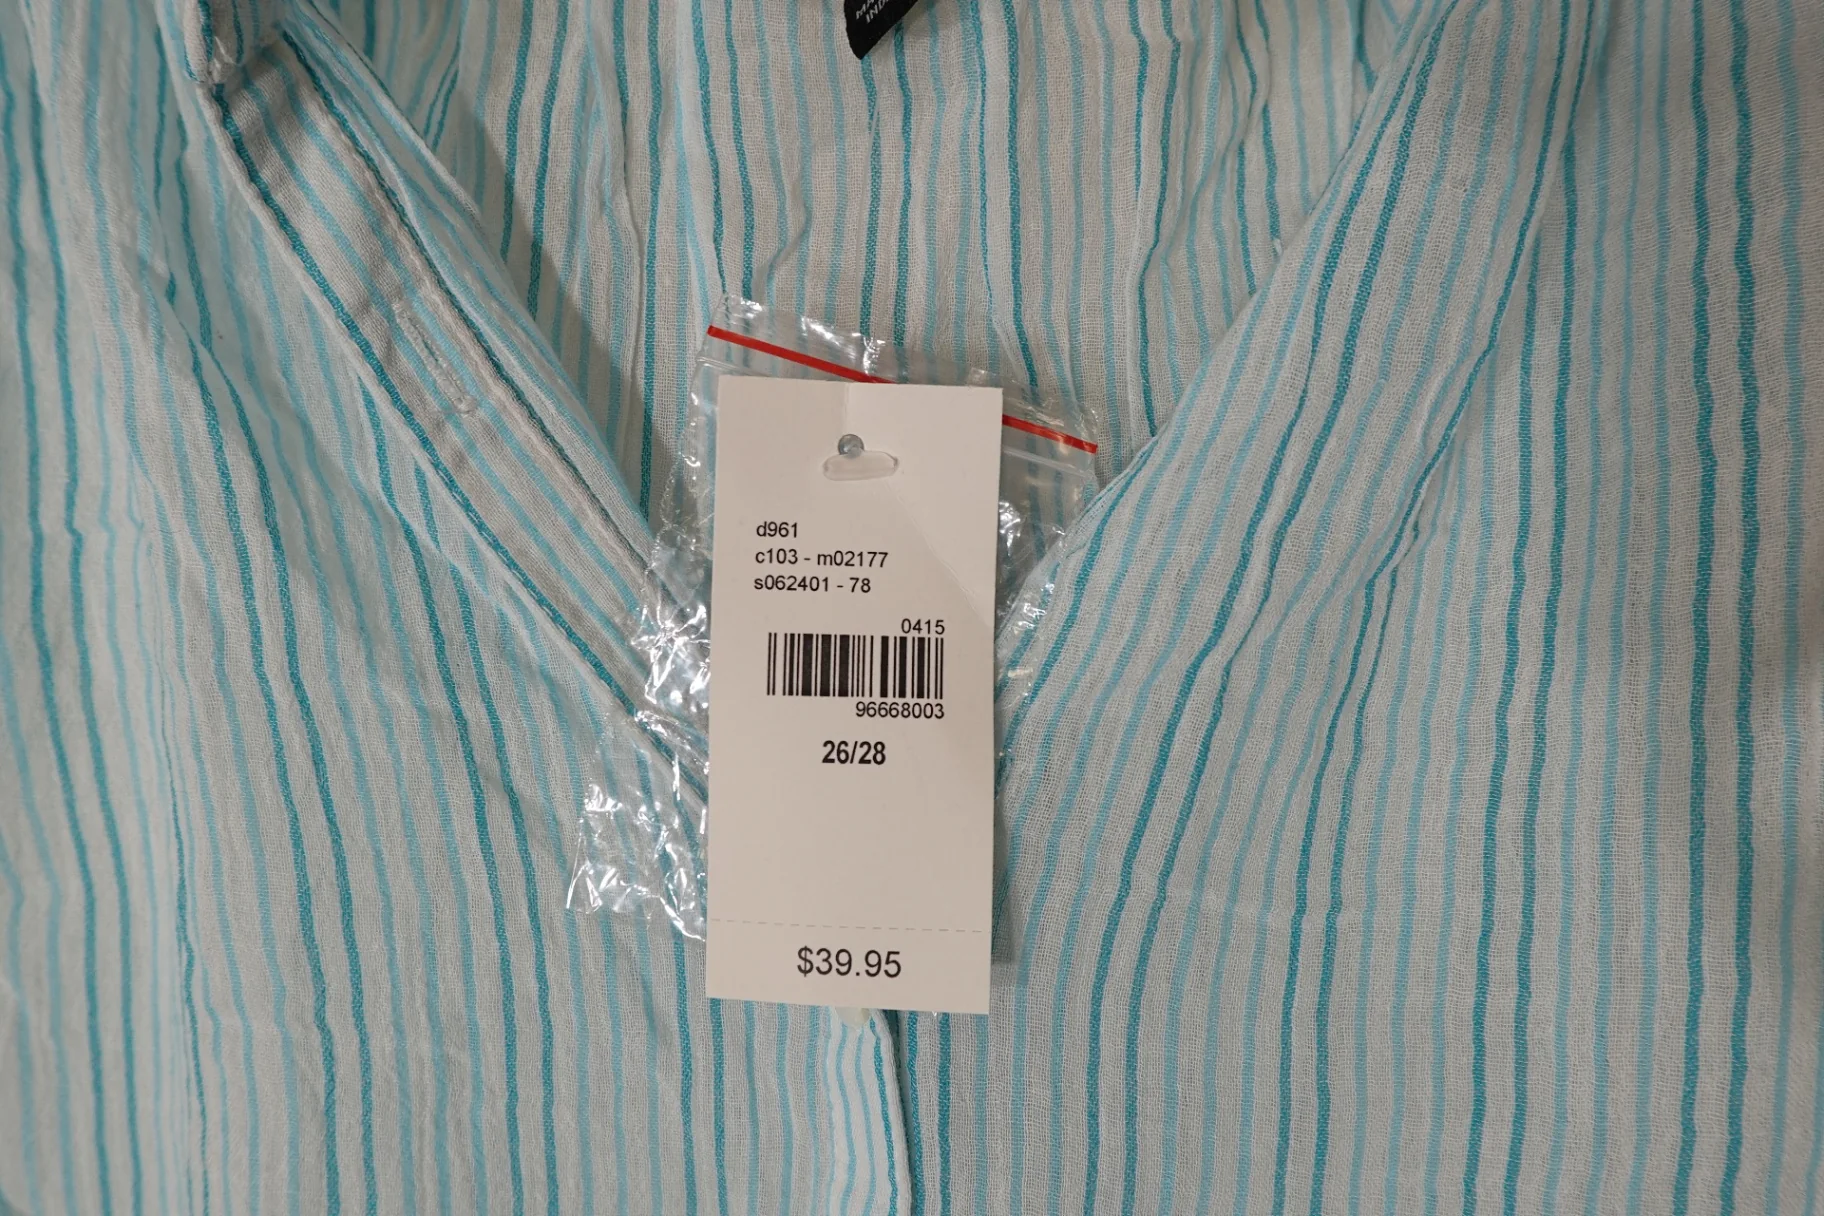 d961
c103 - m02177
s062401 - 78
0415
96668003
26/28
$39.95